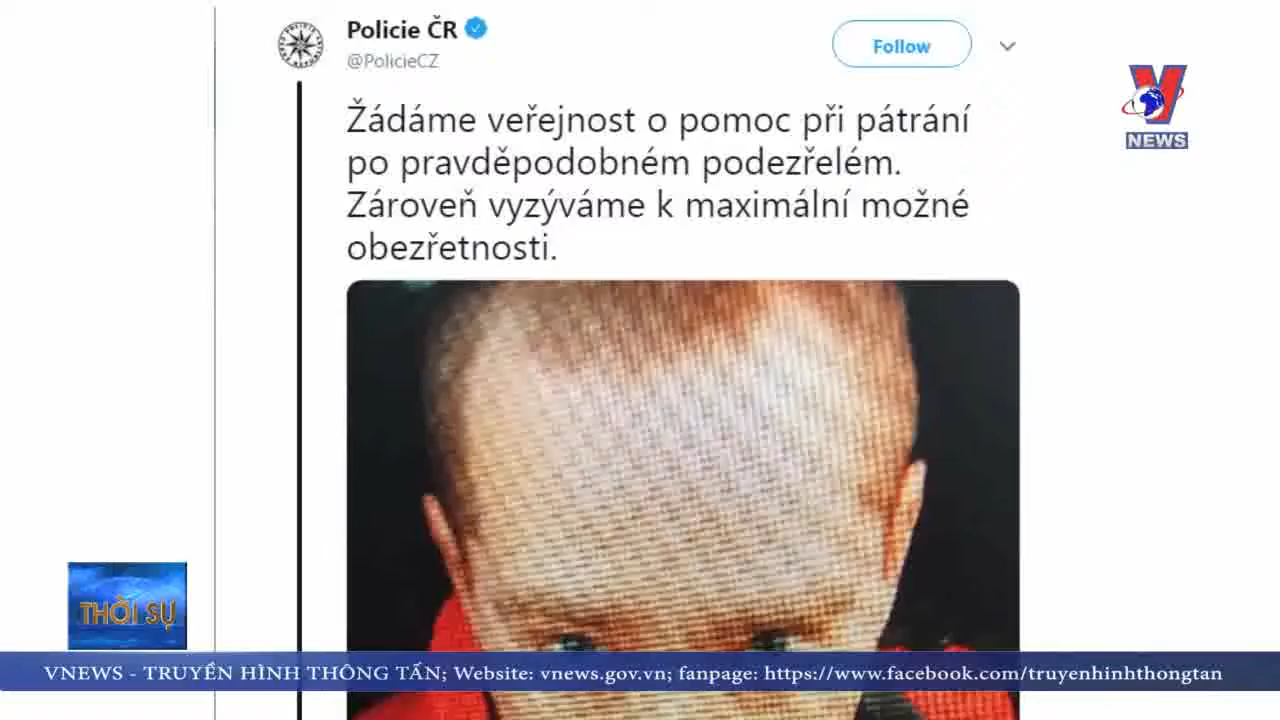 Policie ČR
@PolicieCZ
Follow
Žádáme veřejnost o pomoc při pátrání
po pravděpodobném podezřelém.
Zároveň vyzýváme k maximální možné
obezřetnosti.
V
NEWS
THỜI SỰ
VNEWS - TRUYỀN HÌNH THÔNG TẤN; Website: vnews.gov.vn; fanpage: https://www.facebook.com/truyenhinhthongtan